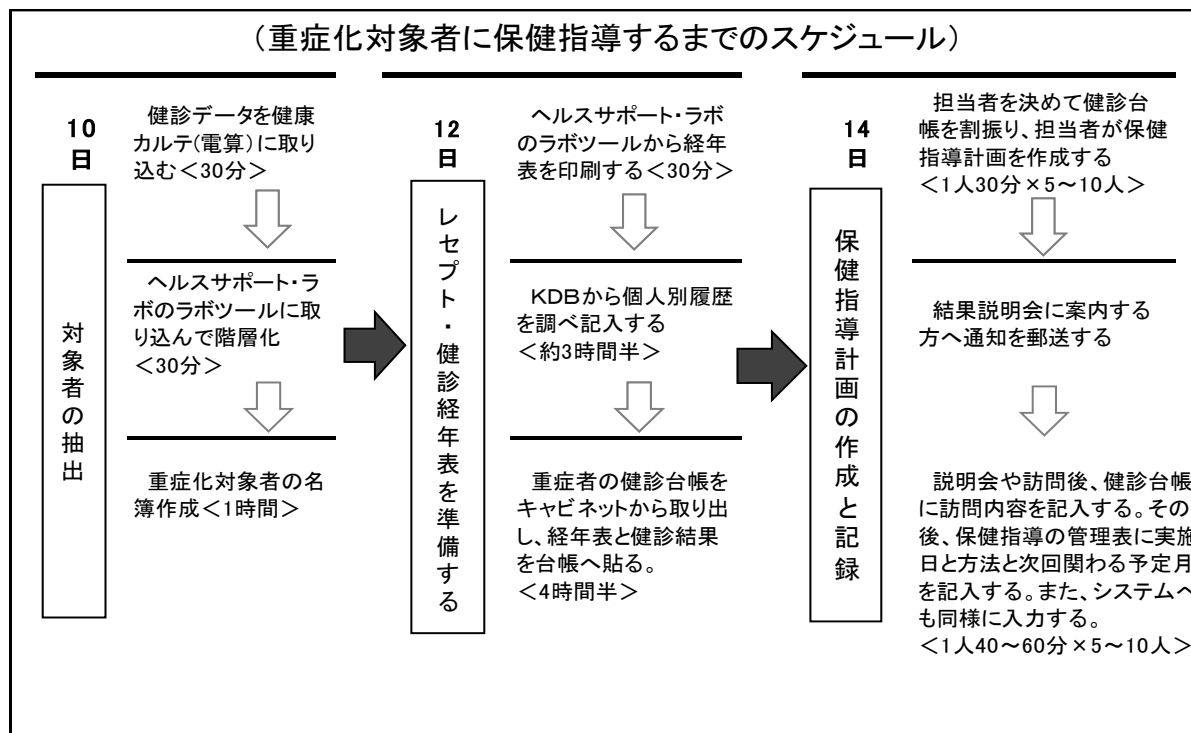 (重症化対象者に保健指導するまでのスケジュール)
10
日
対象者の抽出
健診データを健康
カルテ(電算)に取り
込む<30分>
ヘルスサポート・ラ
ボのラボツールに取
り込んで階層化
<30分>
重症化対象者の名
簿作成<1時間>
12
日
レセプト・健診経年表を準備する
ヘルスサポート・ラボ
のラボツールから経年
表を印刷する<30分>
KDBから個人別履歴
を調べ記入する
<約3時間半>
重症者の健診台帳を
キャビネットから取り出
し、経年表と健診結果
を台帳へ貼る。
<4時間半>
14
日
保健指導計画の作成と記録
担当者を決めて健診台
帳を割振り、担当者が保健
指導計画を作成する
<1人30分×5~10人>
結果説明会に案内する
方へ通知を郵送する
説明会や訪問後、健診台帳
に訪問内容を記入する。その
後、保健指導の管理表に実施
日と方法と次回関わる予定月
を記入する。また、システムへ
も同様に入力する。
<1人40~60分×5~10人>